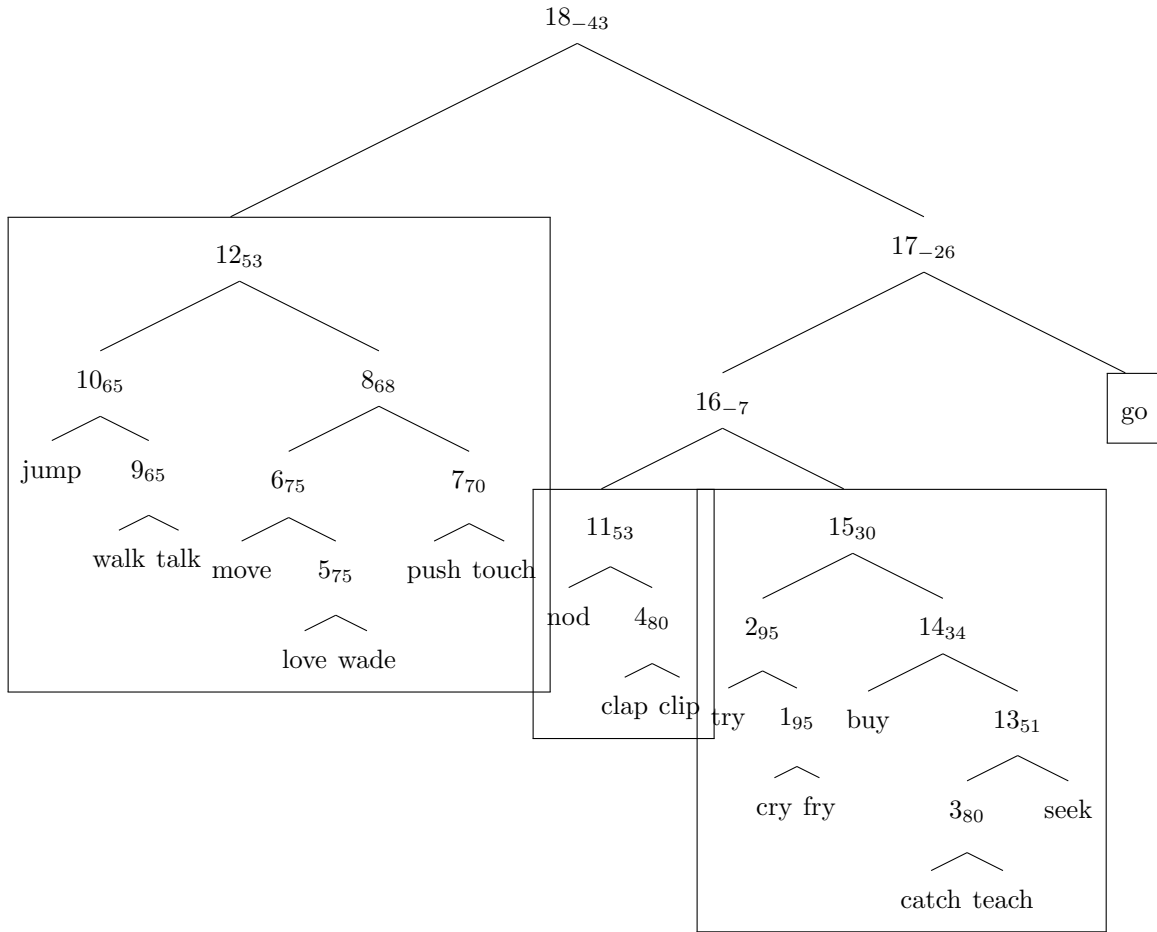 18₋₄₃
12₅₃
17₋₂₆
10₆₅ 8₆₈
16₋₇
go
jump 9₆₅ 6₇₅ 7₇₀
11₅₃ 15₃₀
walk talk move 5₇₅ push touch
nod 4₈₀ 2₉₅ 14₃₄
love wade
clap clip try 1₉₅ buy 13₅₁
cry fry 3₈₀ seek
catch teach